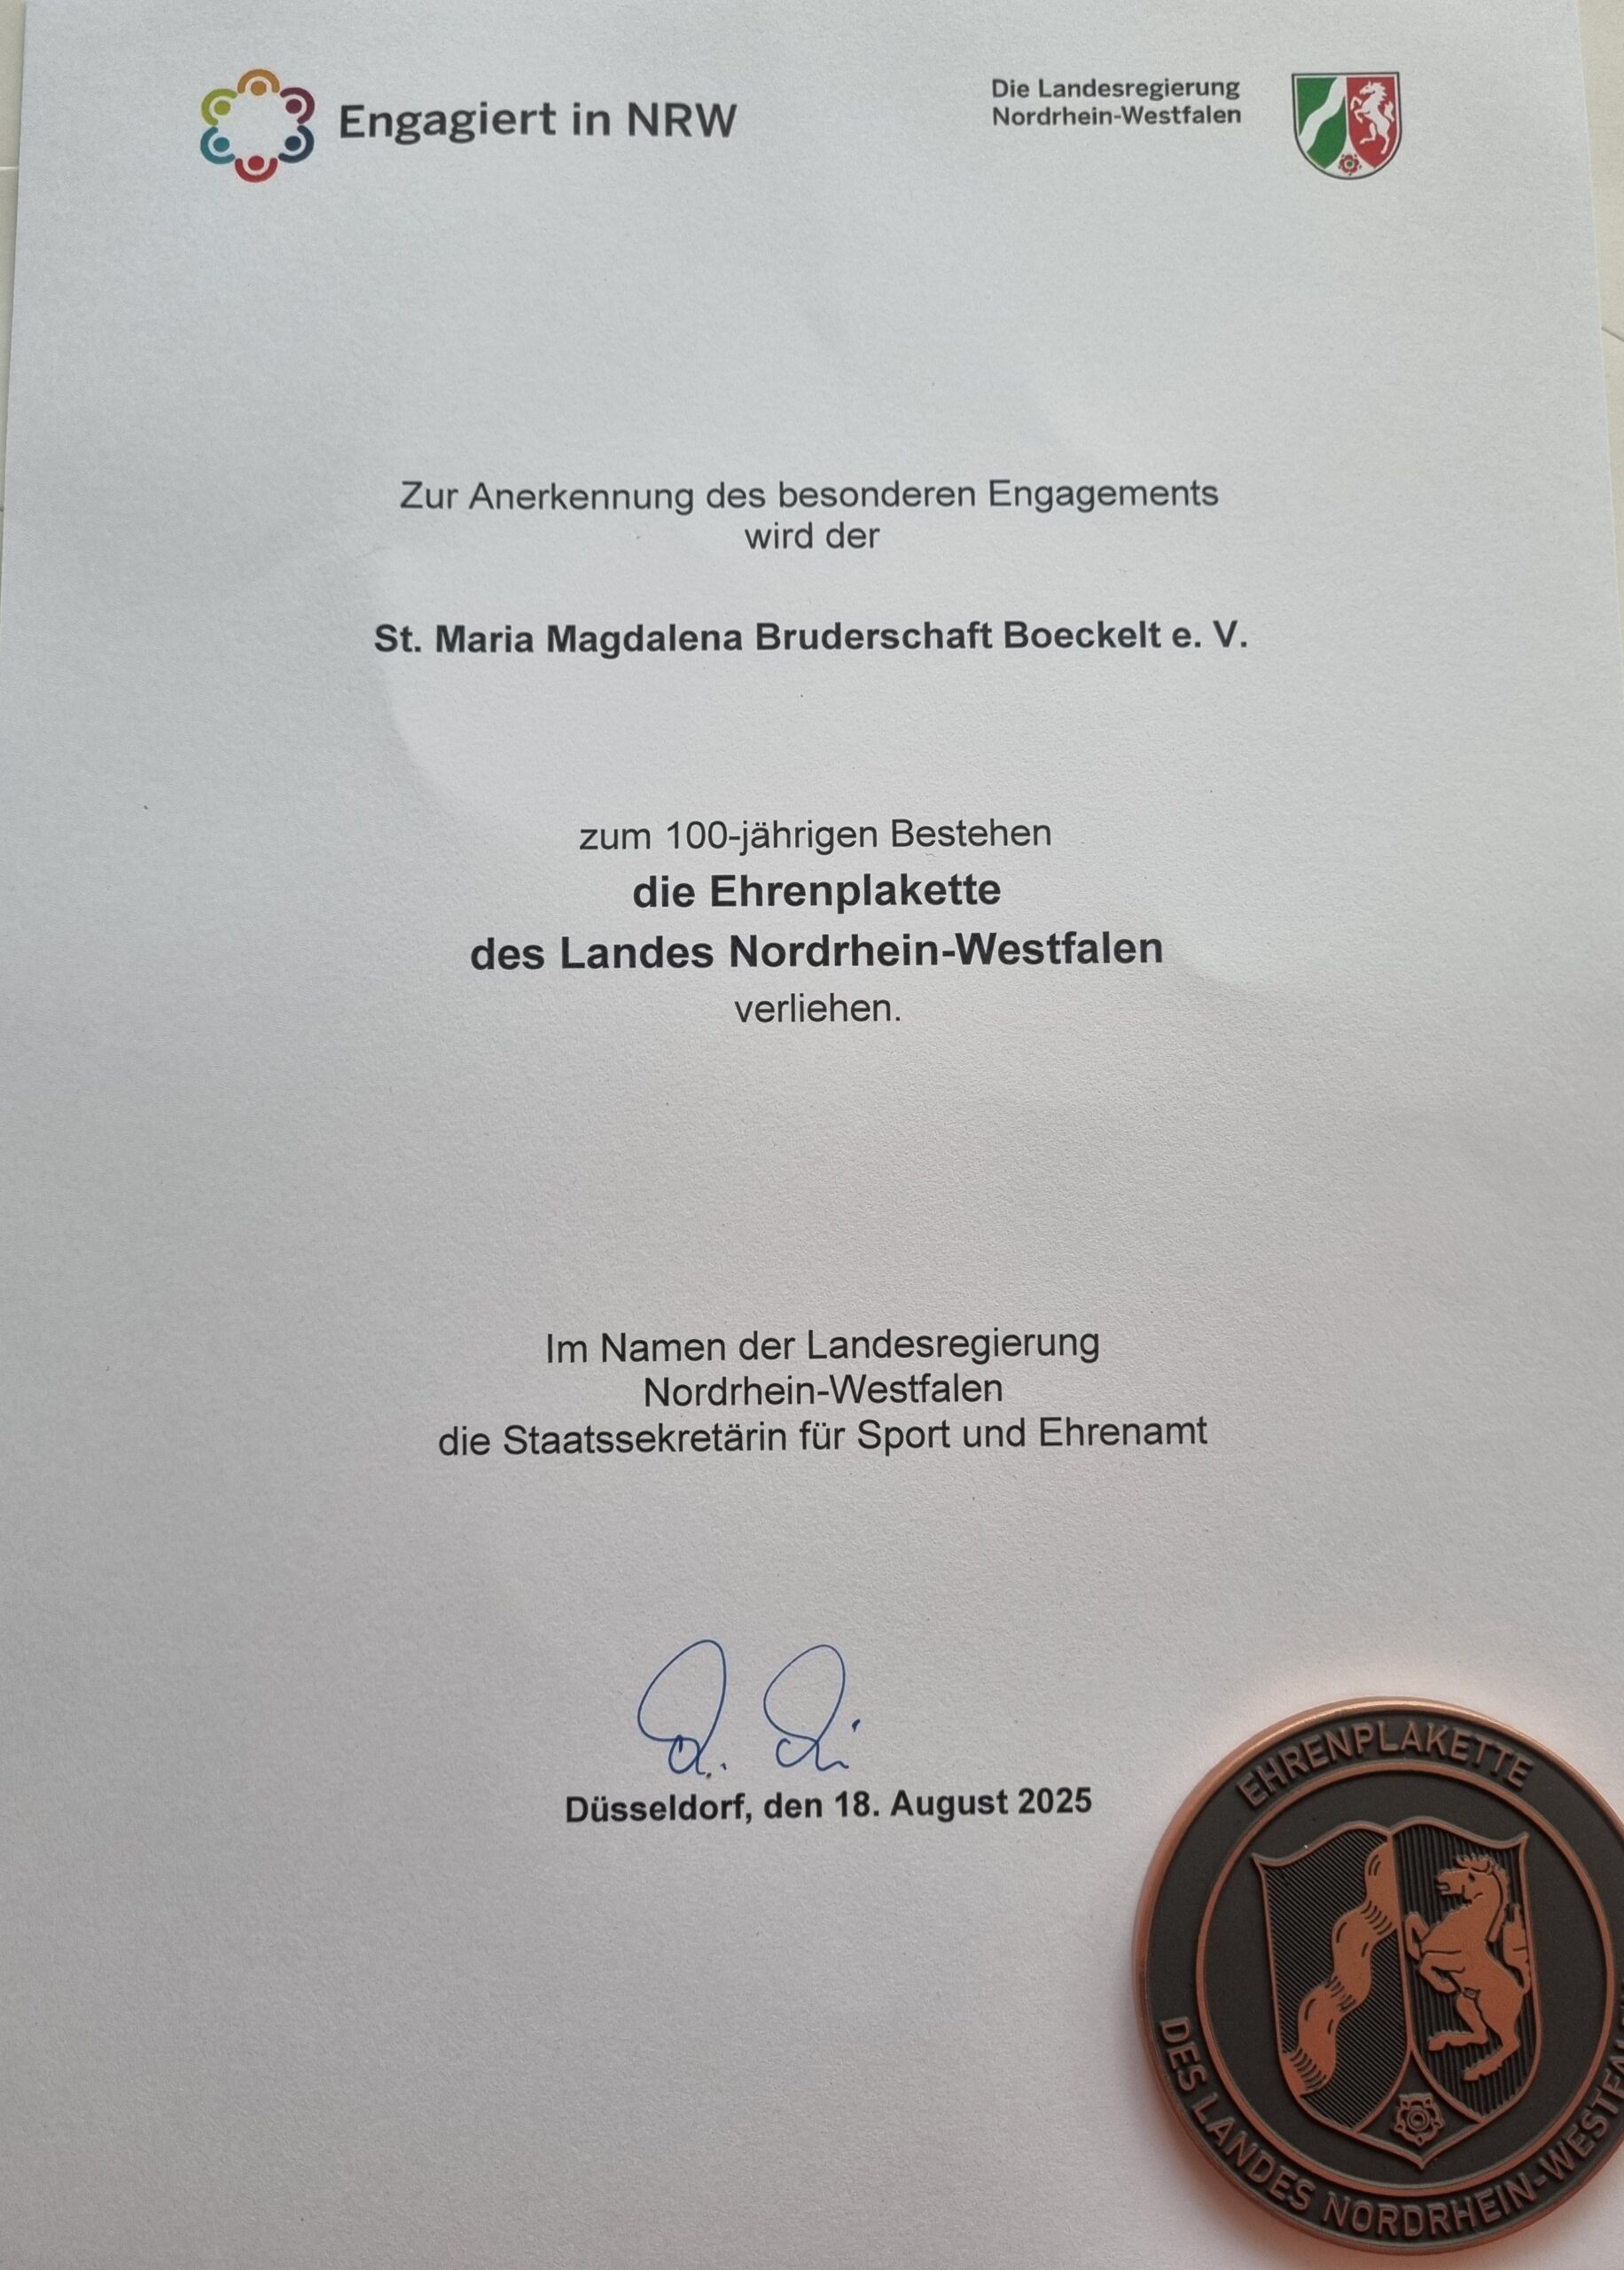 Engagiert in NRW
Die Landesregierung
Nordrhein-Westfalen
Zur Anerkennung des besonderen Engagements
wird der
St. Maria Magdalena Bruderschaft Boeckelt e. V.
zum 100-jährigen Bestehen
die Ehrenplakette
des Landes Nordrhein-Westfalen
verliehen.
Im Namen der Landesregierung
Nordrhein-Westfalen
die Staatssekretärin für Sport und Ehrenamt
Düsseldorf, den 18. August 2025
EHRENPLAKETTE
DES LANDES NORDRHEIN-WESTFALEN